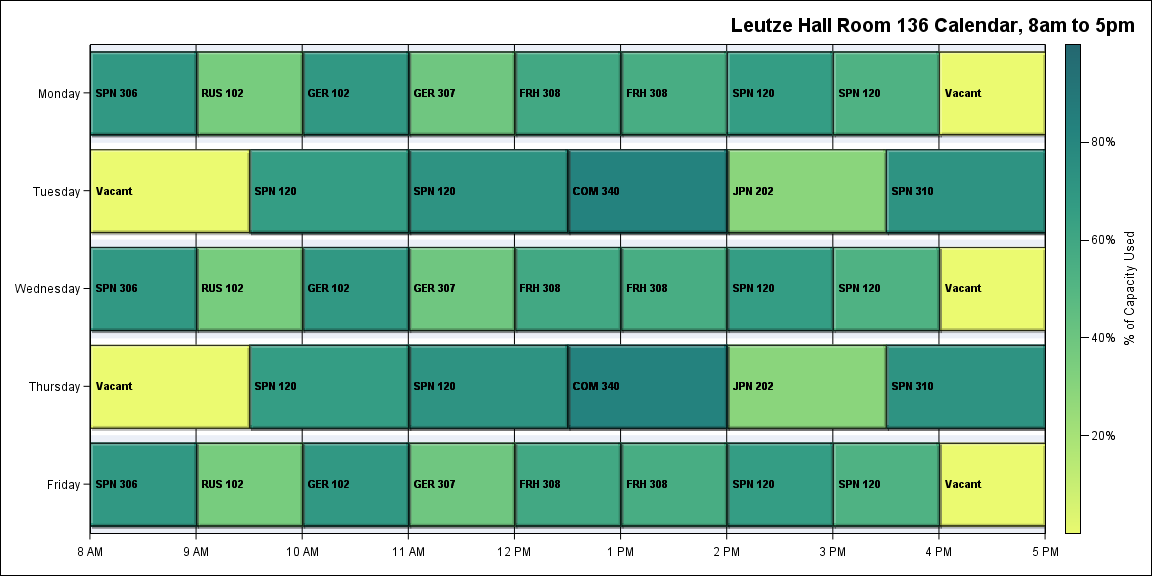 Leutze Hall Room 136 Calendar, 8am to 5pm
Monday
SPN 306
RUS 102
GER 102
GER 307
FRH 308
FRH 308
SPN 120
SPN 120
Vacant
Tuesday
Vacant
SPN 120
SPN 120
COM 340
JPN 202
SPN 310
Wednesday
SPN 306
RUS 102
GER 102
GER 307
FRH 308
FRH 308
SPN 120
SPN 120
Vacant
Thursday
Vacant
SPN 120
SPN 120
COM 340
JPN 202
SPN 310
Friday
SPN 306
RUS 102
GER 102
GER 307
FRH 308
FRH 308
SPN 120
SPN 120
Vacant
8 AM
9 AM
10 AM
11 AM
12 PM
1 PM
2 PM
3 PM
4 PM
5 PM
80%
60%
40%
20%
% of Capacity Used